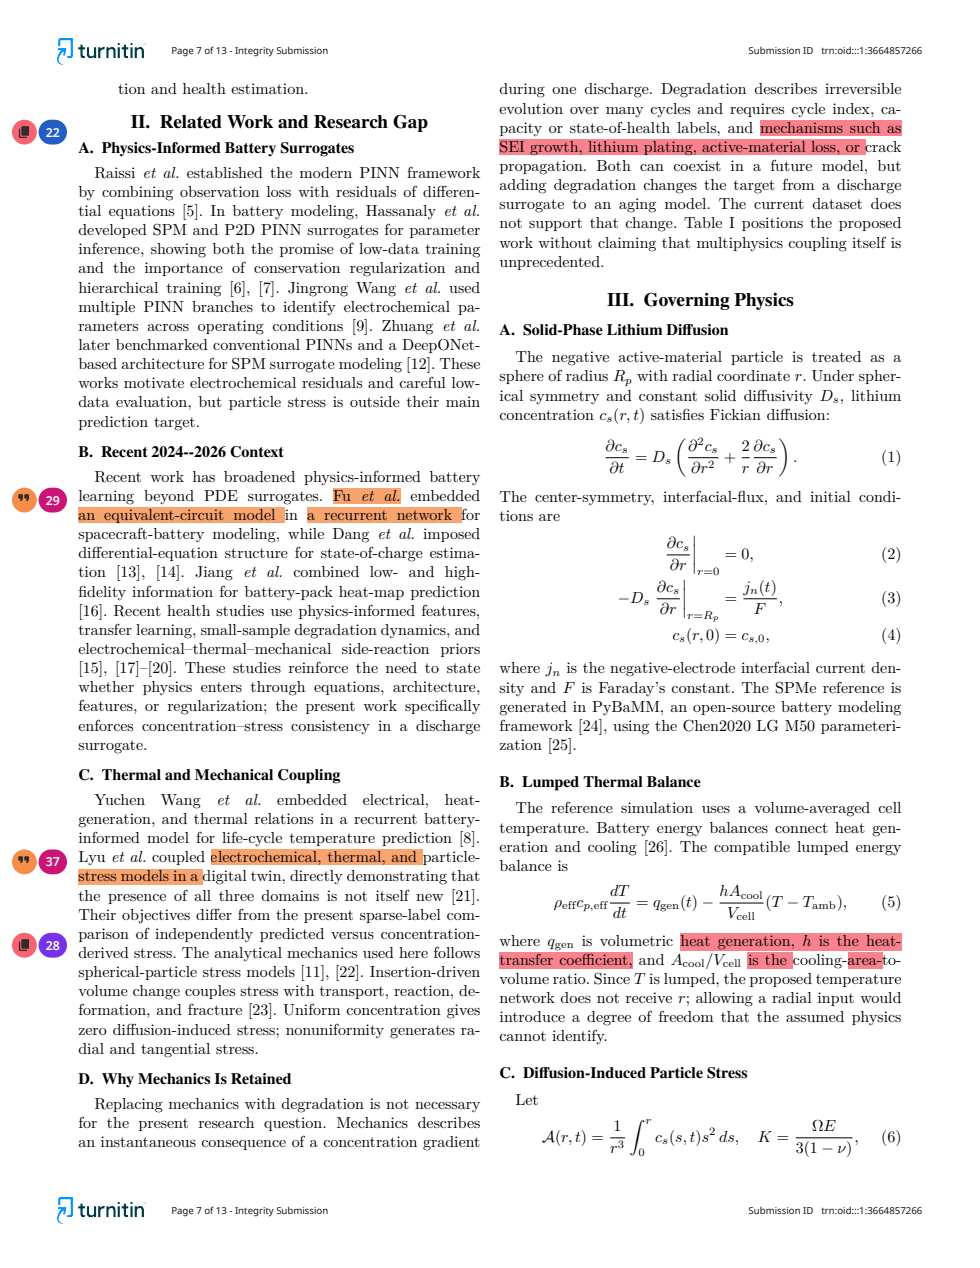 turnitin
Page 7 of 13 - Integrity Submission
Submission ID trn:oid:::1:3664857266
tion and health estimation.
22
II. Related Work and Research Gap
A. Physics-Informed Battery Surrogates
Raissi et al. established the modern PINN framework
by combining observation loss with residuals of differen-
tial equations [5]. In battery modeling, Hassanaly et al.
developed SPM and P2D PINN surrogates for parameter
inference, showing both the promise of low-data training
and the importance of conservation regularization and
hierarchical training [6], [7]. Jingrong Wang et al. used
multiple PINN branches to identify electrochemical pa-
rameters across operating conditions [9]. Zhuang et al.
later benchmarked conventional PINNs and a DeepONet-
based architecture for SPM surrogate modeling [12]. These
works motivate electrochemical residuals and careful low-
data evaluation, but particle stress is outside their main
prediction target.
B. Recent 2024--2026 Context
Recent work has broadened physics-informed battery
29
learning beyond PDE surrogates. Fu et al. embedded
an equivalent-circuit model in a recurrent network for
spacecraft-battery modeling, while Dang et al. imposed
differential-equation structure for state-of-charge estima-
tion [13], [14]. Jiang et al. combined low- and high-
fidelity information for battery-pack heat-map prediction
[16]. Recent health studies use physics-informed features,
transfer learning, small-sample degradation dynamics, and
electrochemical–thermal–mechanical side-reaction priors
[15], [17]–[20]. These studies reinforce the need to state
whether physics enters through equations, architecture,
features, or regularization; the present work specifically
enforces concentration–stress consistency in a discharge
surrogate.
C. Thermal and Mechanical Coupling
Yuchen Wang et al. embedded electrical, heat-
generation, and thermal relations in a recurrent battery-
informed model for life-cycle temperature prediction [8].
37
Lyu et al. coupled electrochemical, thermal, and particle-
stress models in a digital twin, directly demonstrating that
the presence of all three domains is not itself new [21].
Their objectives differ from the present sparse-label com-
28
parison of independently predicted versus concentration-
derived stress. The analytical mechanics used here follows
spherical-particle stress models [11], [22]. Insertion-driven
volume change couples stress with transport, reaction, de-
formation, and fracture [23]. Uniform concentration gives
zero diffusion-induced stress; nonuniformity generates ra-
dial and tangential stress.
D. Why Mechanics Is Retained
Replacing mechanics with degradation is not necessary
for the present research question. Mechanics describes
an instantaneous consequence of a concentration gradient
during one discharge. Degradation describes irreversible
evolution over many cycles and requires cycle index, ca-
pacity or state-of-health labels, and mechanisms such as
SEI growth, lithium plating, active-material loss, or crack
propagation. Both can coexist in a future model, but
adding degradation changes the target from a discharge
surrogate to an aging model. The current dataset does
not support that change. Table I positions the proposed
work without claiming that multiphysics coupling itself is
unprecedented.
III. Governing Physics
A. Solid-Phase Lithium Diffusion
The negative active-material particle is treated as a
sphere of radius R_p with radial coordinate r. Under spher-
ical symmetry and constant solid diffusivity D_s, lithium
concentration c_s(r, t) satisfies Fickian diffusion:
∂c_s/∂t = D_s (∂²c_s/∂r² + 2/r ∂c_s/∂r). (1)
The center-symmetry, interfacial-flux, and initial condi-
tions are
∂c_s/∂r |_{r=0} = 0, (2)
−D_s ∂c_s/∂r |_{r=R_p} = j_n(t)/F, (3)
c_s(r, 0) = c_{s,0}, (4)
where j_n is the negative-electrode interfacial current den-
sity and F is Faraday's constant. The SPMe reference is
generated in PyBaMM, an open-source battery modeling
framework [24], using the Chen2020 LG M50 parameteri-
zation [25].
B. Lumped Thermal Balance
The reference simulation uses a volume-averaged cell
temperature. Battery energy balances connect heat gen-
eration and cooling [26]. The compatible lumped energy
balance is
ρ_eff c_{p,eff} dT/dt = q_gen(t) − hA_cool/V_cell (T − T_amb), (5)
where q_gen is volumetric heat generation, h is the heat-
transfer coefficient, and A_cool/V_cell is the cooling-area-to-
volume ratio. Since T is lumped, the proposed temperature
network does not receive r; allowing a radial input would
introduce a degree of freedom that the assumed physics
cannot identify.
C. Diffusion-Induced Particle Stress
Let
𝒜(r, t) = 1/r³ ∫₀^r c_s(s, t)s² ds, K = ΩE/3(1 − ν), (6)
turnitin
Page 7 of 13 - Integrity Submission
Submission ID trn:oid:::1:3664857266